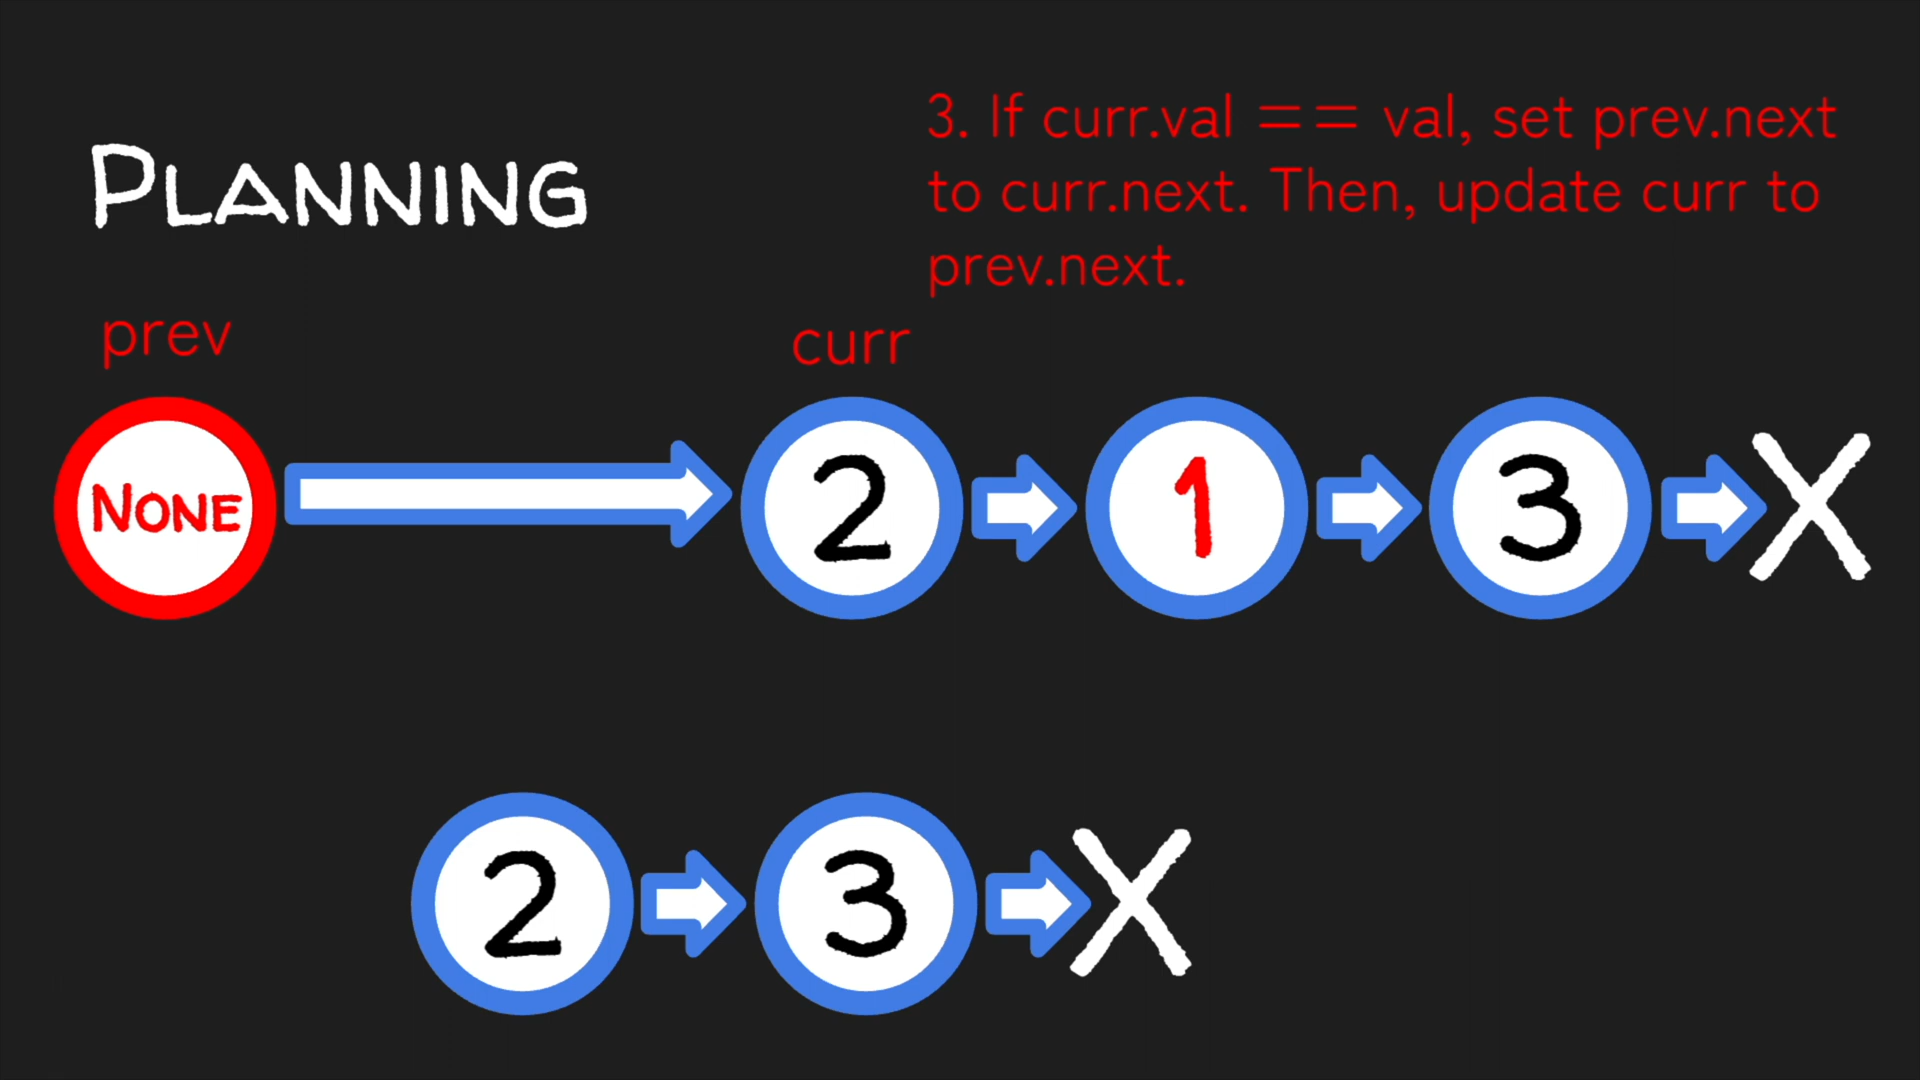 PLANNING
3. If curr.val == val, set prev.next
to curr.next. Then, update curr to
prev.next.
prev
curr
NONE
2
1
3
X
2
3
X